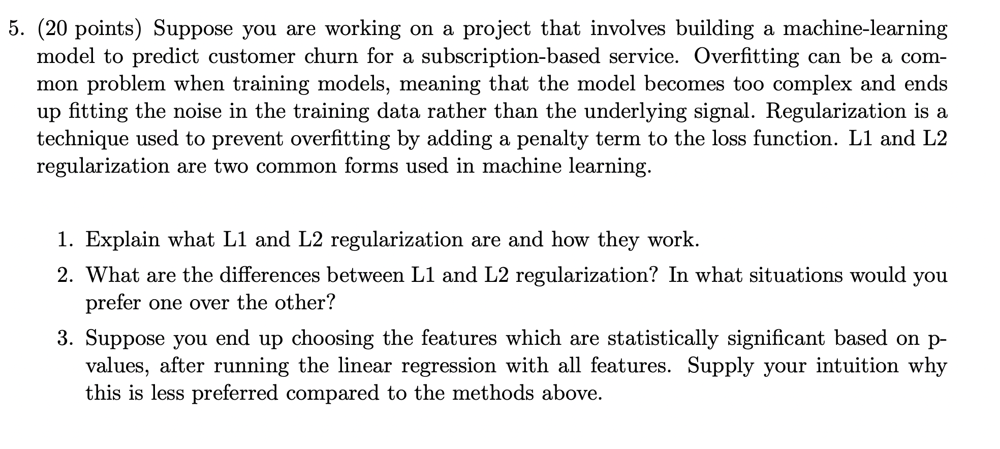 5. (20 points) Suppose you are working on a project that involves building a machine-learning
model to predict customer churn for a subscription-based service. Overfitting can be a com-
mon problem when training models, meaning that the model becomes too complex and ends
up fitting the noise in the training data rather than the underlying signal. Regularization is a
technique used to prevent overfitting by adding a penalty term to the loss function. L1 and L2
regularization are two common forms used in machine learning.
1. Explain what L1 and L2 regularization are and how they work.
2. What are the differences between L1 and L2 regularization? In what situations would you
prefer one over the other?
3. Suppose you end up choosing the features which are statistically significant based on p-
values, after running the linear regression with all features. Supply your intuition why
this is less preferred compared to the methods above.